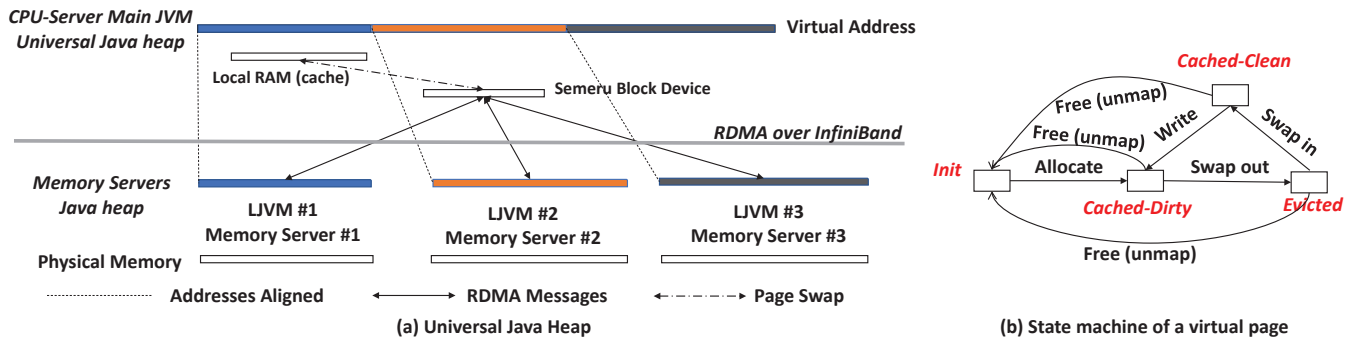 CPU-Server Main JVM
Universal Java heap
Virtual Address
Local RAM (cache)
Semeru Block Device
RDMA over InfiniBand
Memory Servers
Java heap
LJVM #1
Memory Server #1
LJVM #2
Memory Server #2
LJVM #3
Memory Server #3
Physical Memory
Addresses Aligned
RDMA Messages
Page Swap
(a) Universal Java Heap
Cached-Clean
Free (unmap)
Free (unmap)
Write
Swap in
Init
Allocate
Swap out
Cached-Dirty
Evicted
Free (unmap)
(b) State machine of a virtual page